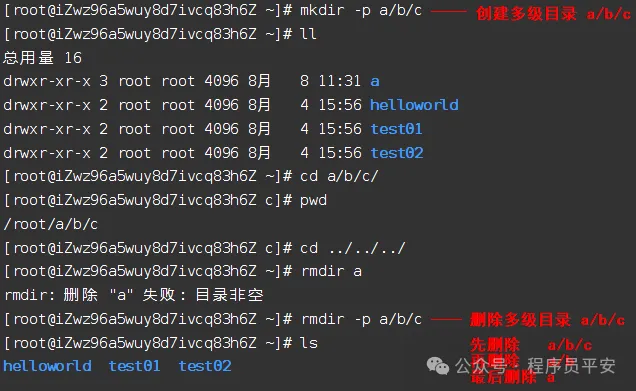 [root@iZwz96a5wuy8d7ivcq83h6Z ~]# mkdir -p a/b/c —— 创建多级目录 a/b/c
[root@iZwz96a5wuy8d7ivcq83h6Z ~]# ll
总用量 16
drwxr-xr-x 3 root root 4096 8月 8 11:31 a
drwxr-xr-x 2 root root 4096 8月 4 15:56 helloworld
drwxr-xr-x 2 root root 4096 8月 4 15:56 test01
drwxr-xr-x 2 root root 4096 8月 4 15:56 test02
[root@iZwz96a5wuy8d7ivcq83h6Z ~]# cd a/b/c/
[root@iZwz96a5wuy8d7ivcq83h6Z c]# pwd
/root/a/b/c
[root@iZwz96a5wuy8d7ivcq83h6Z c]# cd ../../../
[root@iZwz96a5wuy8d7ivcq83h6Z ~]# rmdir a
rmdir: 删除 "a" 失败: 目录非空
[root@iZwz96a5wuy8d7ivcq83h6Z ~]# rmdir -p a/b/c —— 删除多级目录 a/b/c
先删除 a/b/c
[root@iZwz96a5wuy8d7ivcq83h6Z ~]# ls
再删除 a/b
helloworld test01 test02
公众号 · 程序员平安
最后删除 a